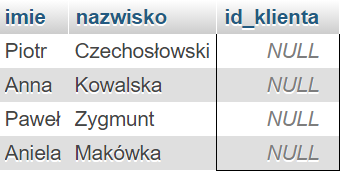 imie nazwisko id_klienta
Piotr Czechosłowski NULL
Anna Kowalska NULL
Paweł Zygmunt NULL
Aniela Makówka NULL